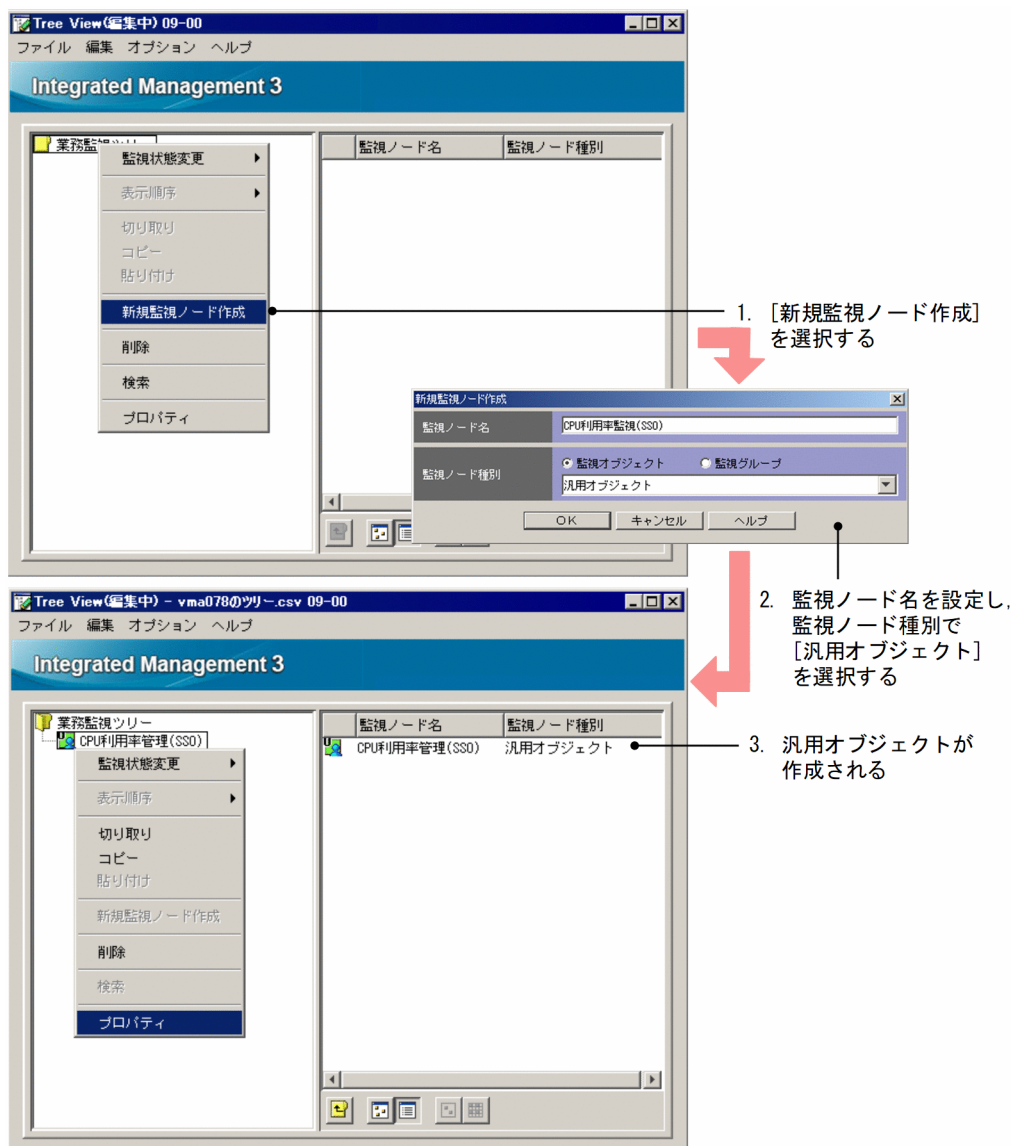 Tree View(編集中) 09-00
ファイル 編集 オプション ヘルプ
Integrated Management 3
業務監視ツリー
監視ノード名 監視ノード種別
監視状態変更
表示順序
切り取り
コピー
貼り付け
新規監視ノード作成
削除
検索
プロパティ
1. [新規監視ノード作成]
を選択する
新規監視ノード作成
監視ノード名 CPU利用率監視(SSO)
監視ノード種別 監視オブジェクト 監視グループ
汎用オブジェクト
OK キャンセル ヘルプ
2. 監視ノード名を設定し,
監視ノード種別で
[汎用オブジェクト]
を選択する
Tree View(編集中) - vma078のツリー.csv 09-00
ファイル 編集 オプション ヘルプ
Integrated Management 3
業務監視ツリー
CPU利用率管理(SSO)
監視ノード名 監視ノード種別
CPU利用率管理(SSO) 汎用オブジェクト
監視状態変更
表示順序
切り取り
コピー
貼り付け
新規監視ノード作成
削除
検索
プロパティ
3. 汎用オブジェクトが
作成される